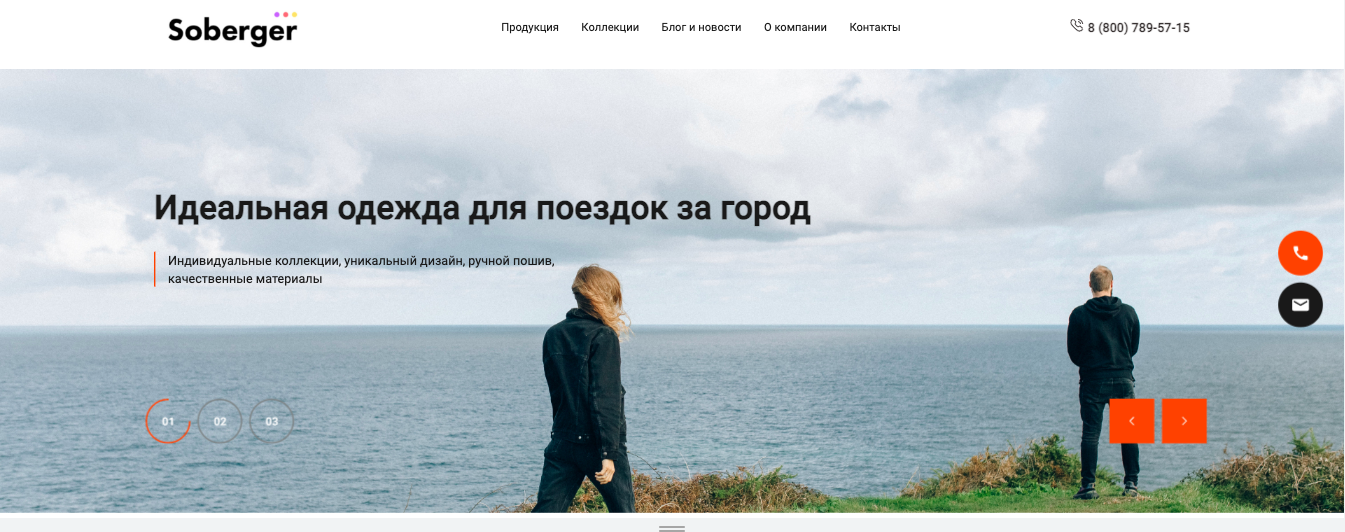 Soberger
Продукция Коллекции Блог и новости О компании Контакты
8 (800) 789-57-15
Идеальная одежда для поездок за город
Индивидуальные коллекции, уникальный дизайн, ручной пошив,
качественные материалы
01 02 03